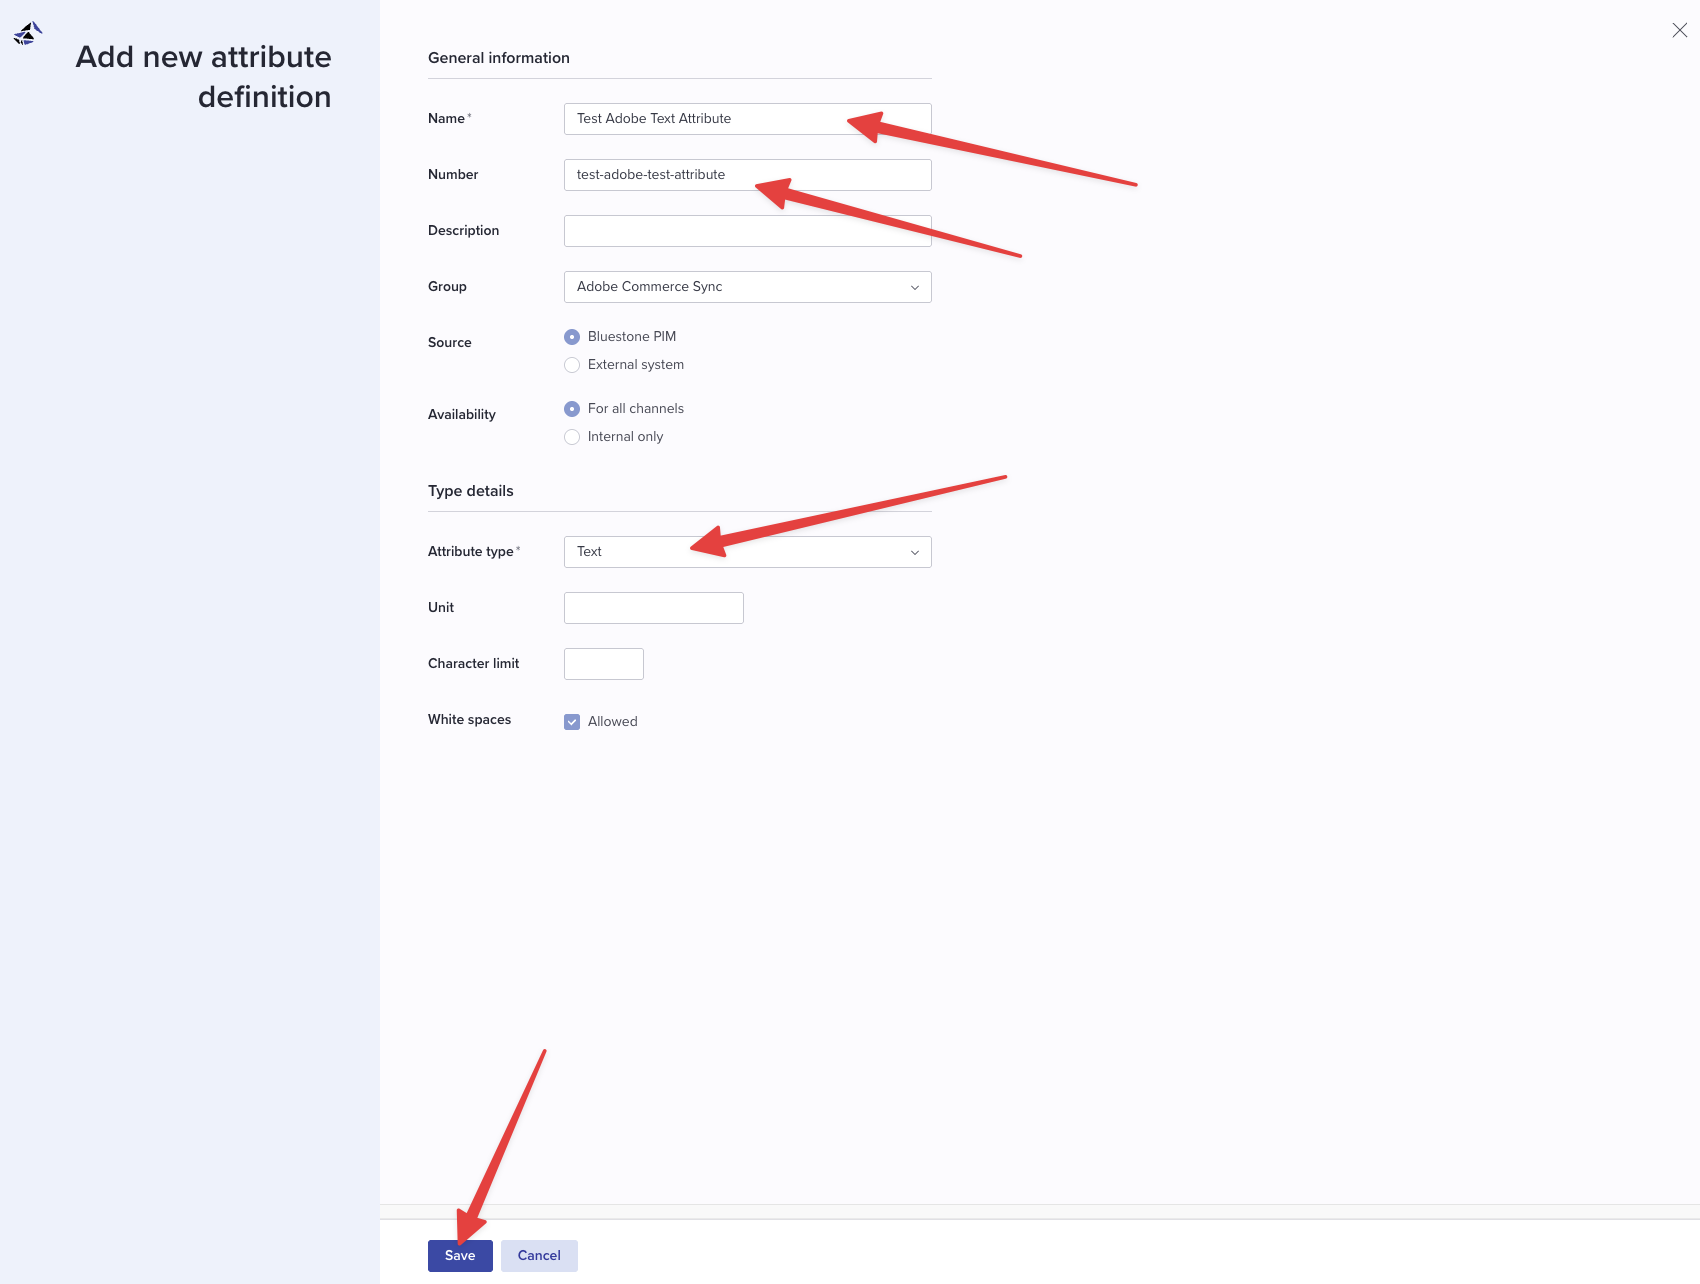 Add new attribute
definition
General information
Name*
Test Adobe Text Attribute
Number
test-adobe-test-attribute
Description
Group
Adobe Commerce Sync
Source
Bluestone PIM
External system
Availability
For all channels
Internal only
Type details
Attribute type*
Text
Unit
Character limit
White spaces
Allowed
Save
Cancel